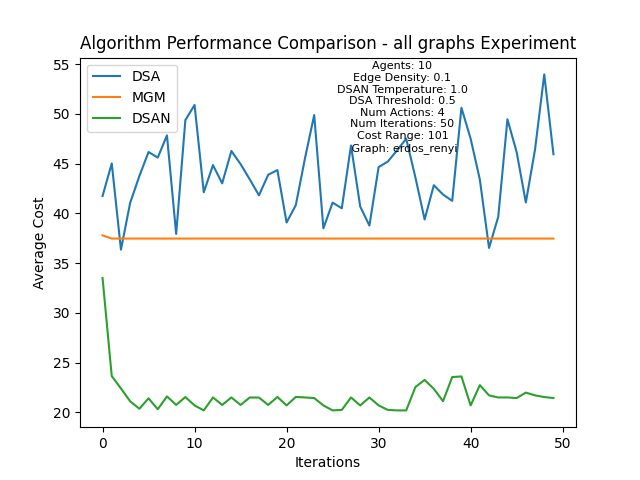 Algorithm Performance Comparison - all graphs Experiment
DSA
MGM
DSAN
Agents: 10
Edge Density: 0.1
DSAN Temperature: 1.0
DSA Threshold: 0.5
Num Actions: 4
Num Iterations: 50
Cost Range: 101
Graph: erdos_renyi
Average Cost
55
50
45
40
35
30
25
20
0
10
20
30
40
50
Iterations